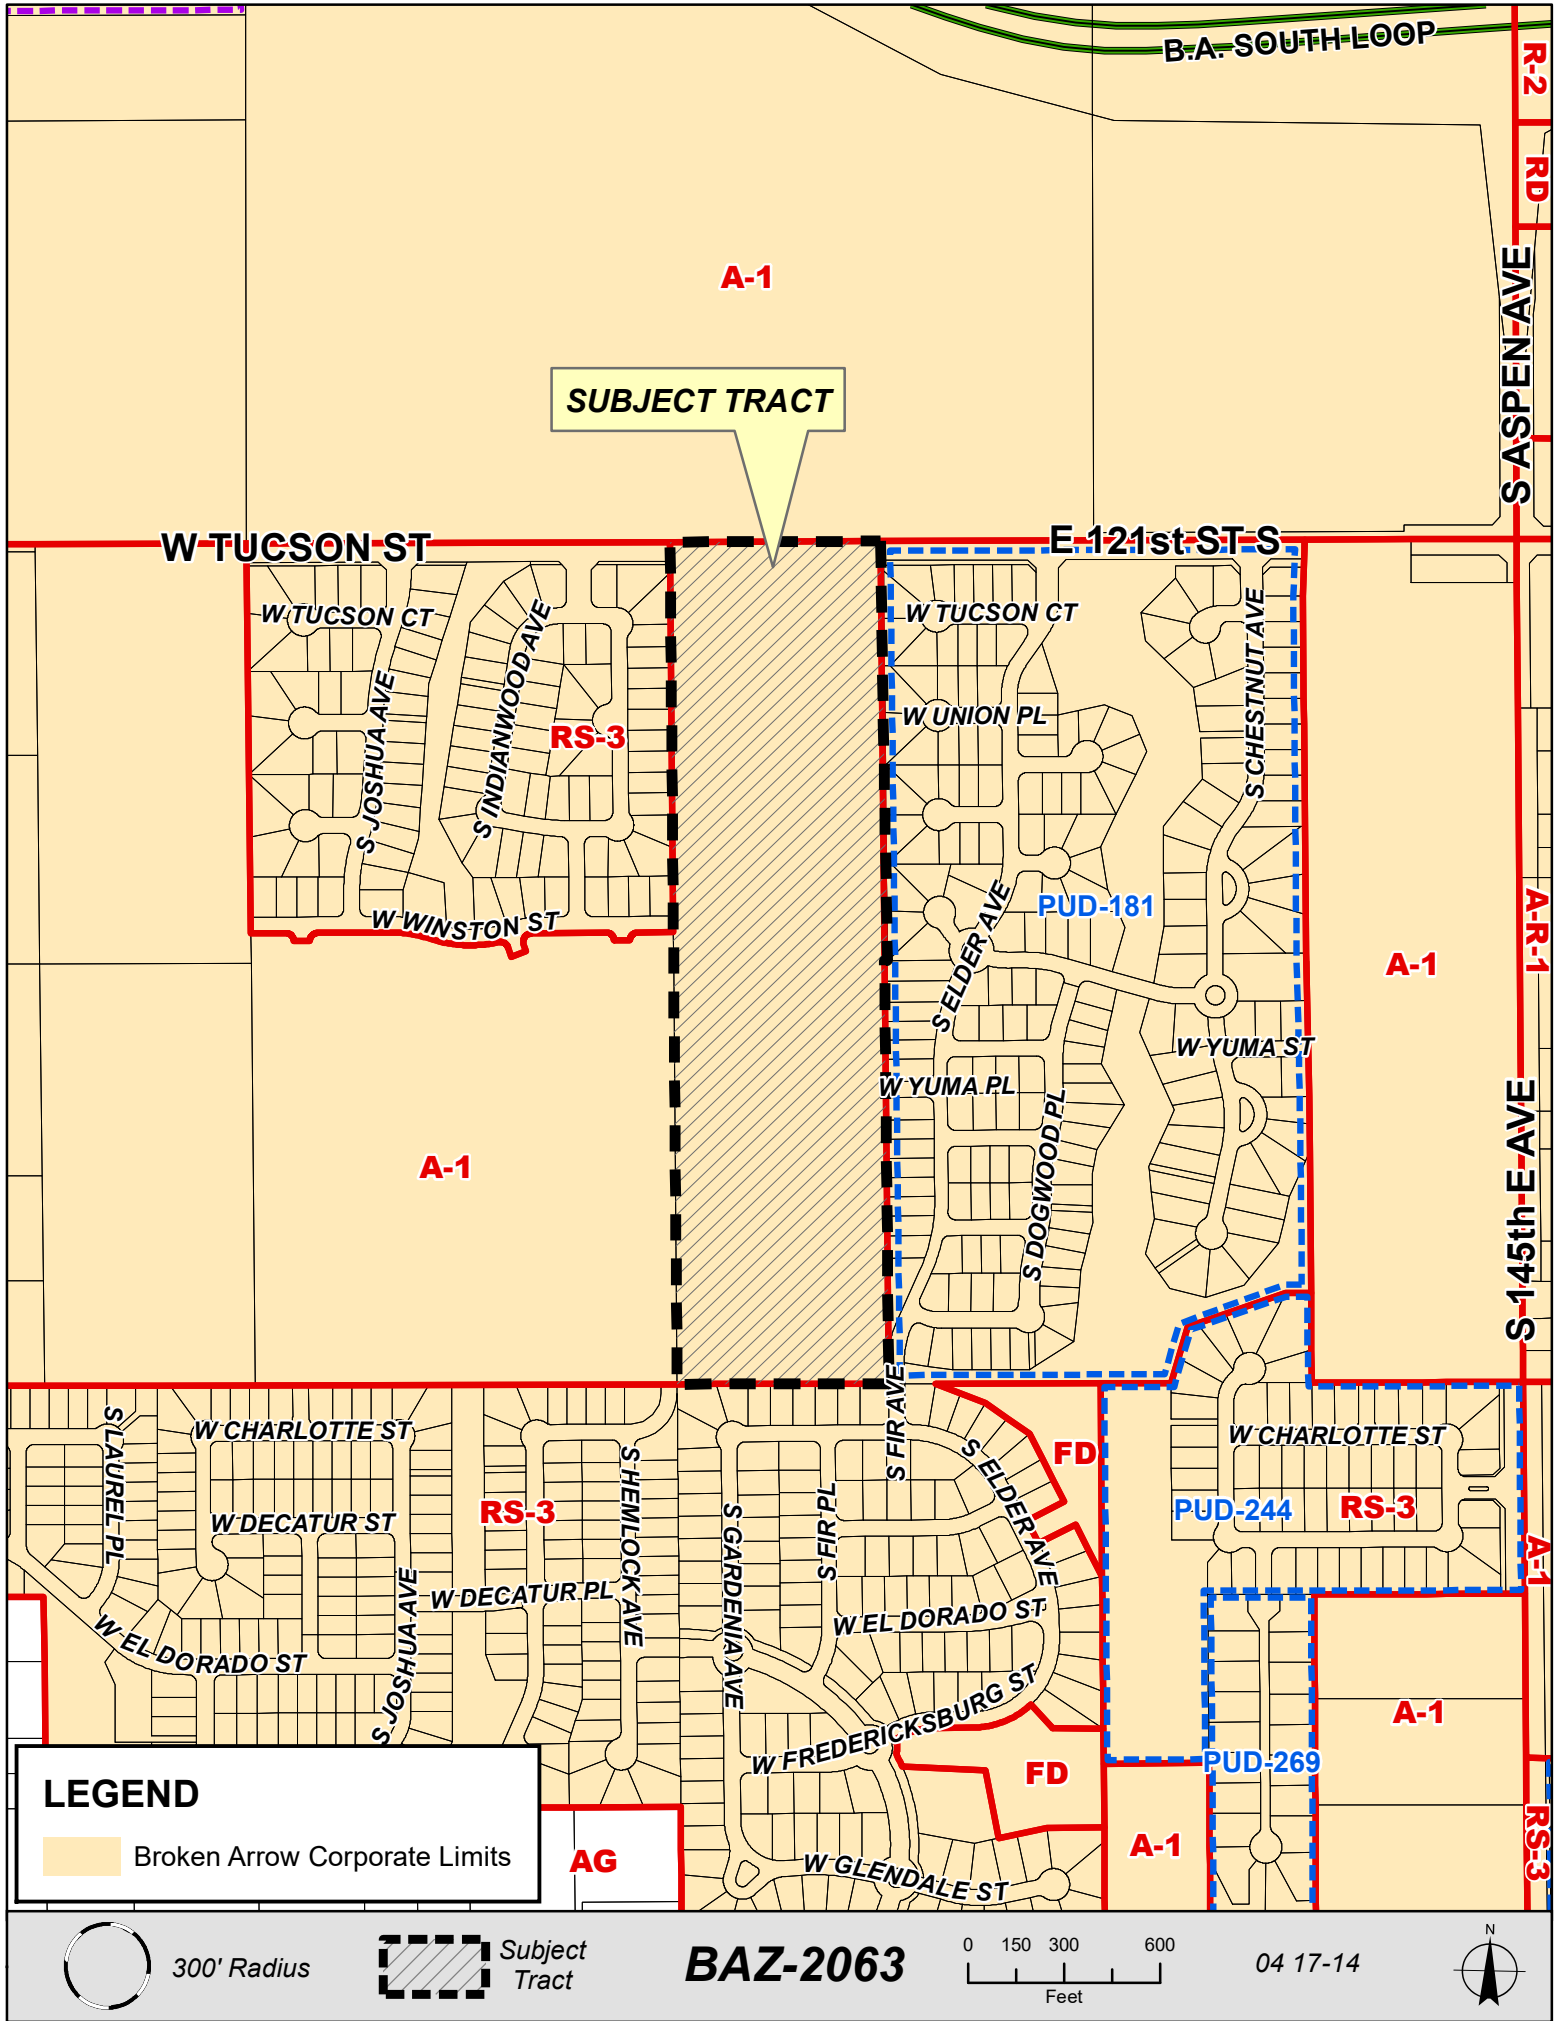 B.A. SOUTH LOOP
R-2
RD
A-1
S ASPEN AVE
SUBJECT TRACT
W TUCSON ST
E 121st ST S
W TUCSON CT
W TUCSON CT
S JOSHUA AVE
S INDIANWOOD AVE
RS-3
W UNION PL
S CHESTNUT AVE
W WINSTON ST
S ELDER AVE
PUD-181
A-1
A-R-1
W YUMA ST
W YUMA PL
S DOGWOOD PL
A-1
S 145th E AVE
S FIR AVE
S LAUREL PL
W CHARLOTTE ST
S HEMLOCK AVE
S ELDER AVE
FD
W CHARLOTTE ST
RS-3
W DECATUR ST
S GARDENIA AVE
S FIR PL
PUD-244
RS-3
A-1
S JOSHUA AVE
W DECATUR PL
W EL DORADO ST
W EL DORADO ST
W FREDERICKSBURG ST
A-1
FD
PUD-269
A-1
RS-3
AG
W GLENDALE ST
LEGEND
Broken Arrow Corporate Limits
300' Radius
Subject
Tract
BAZ-2063
0 150 300 600
Feet
04 17-14
N